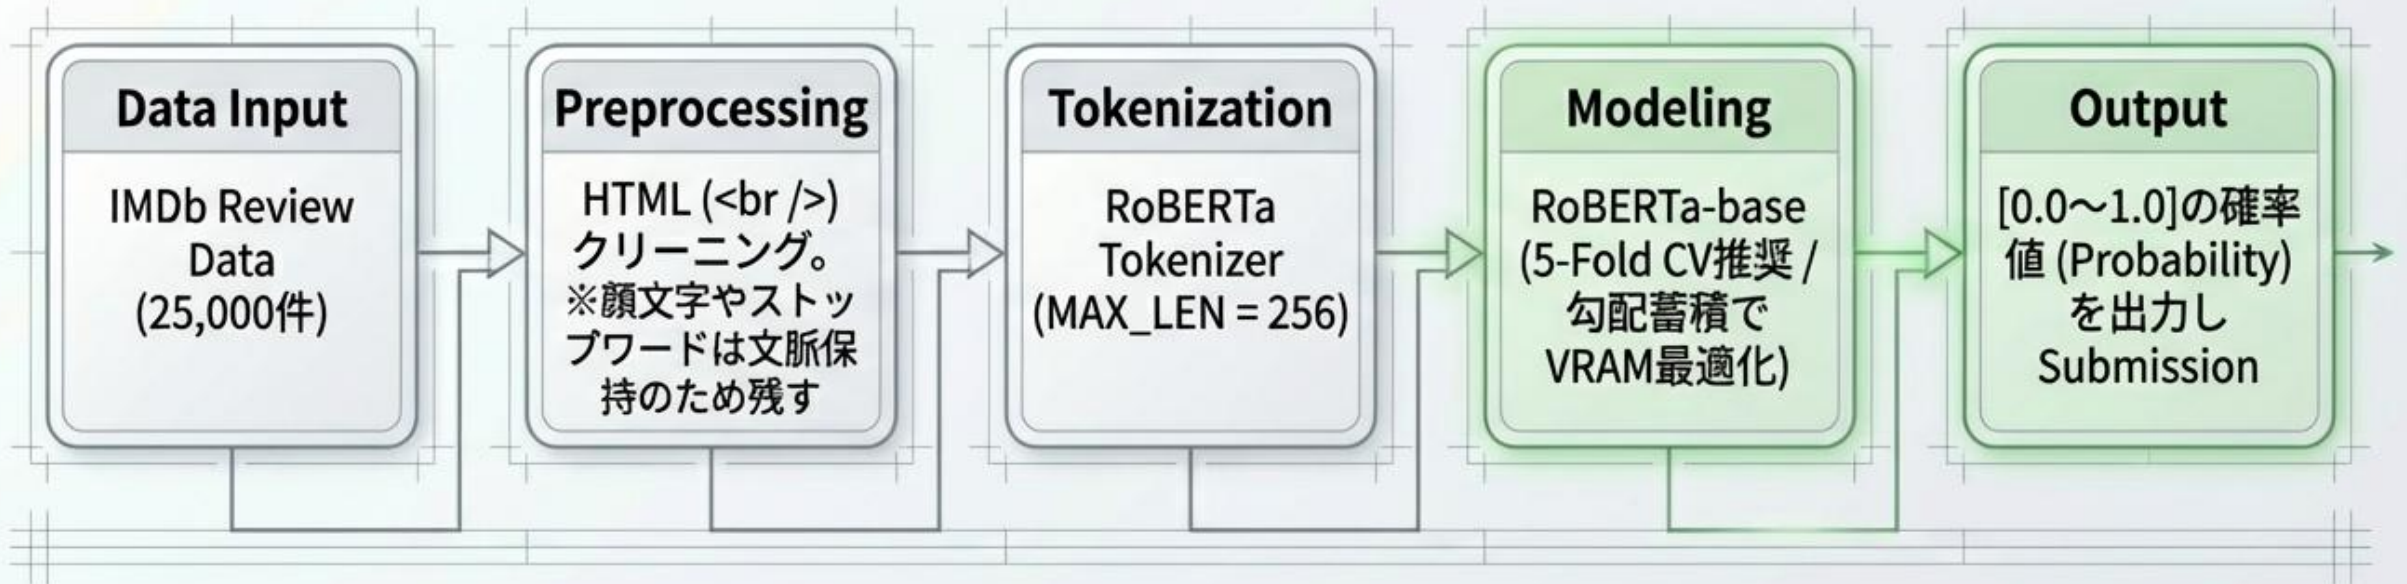 Data Input
IMDb Review
Data
(25,000件)
Preprocessing
HTML (<br />)
クリーニング。
※顔文字やストッ
プワードは文脈保
持のため残す
Tokenization
RoBERTa
Tokenizer
(MAX_LEN = 256)
Modeling
RoBERTa-base
(5-Fold CV推奨 /
勾配蓄積で
VRAM最適化)
Output
[0.0～1.0]の確率
値 (Probability)
を出力し
Submission